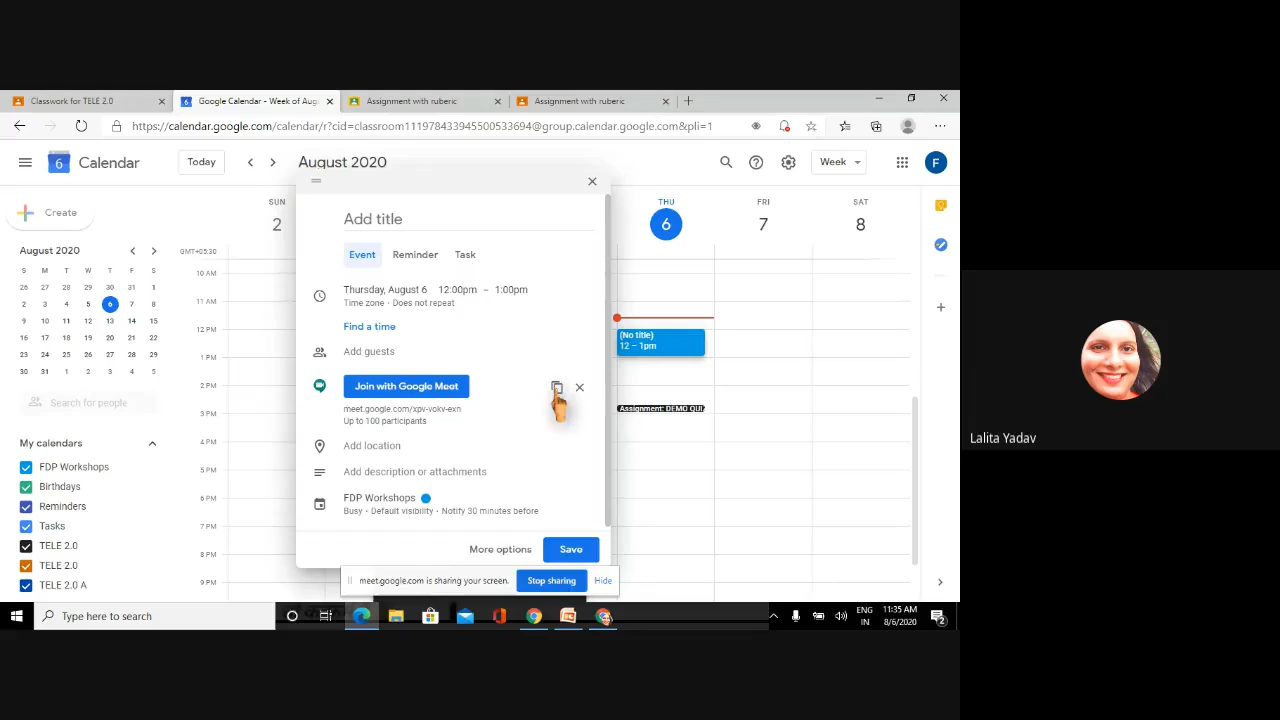 Classwork for TELE 2.0
Google Calendar - Week of Aug
Assignment with ruberic
Assignment with ruberic
https://calendar.google.com/calendar/r?cid=classroom111978433945500533694@group.calendar.google.com&pli=1
6
Calendar
Today
August 2020
Week
F
Create
August 2020
S M T W T F S
26 27 28 29 30 31 1
2 3 4 5 6 7 8
9 10 11 12 13 14 15
16 17 18 19 20 21 22
23 24 25 26 27 28 29
30 31 1 2 3 4 5
Search for people
My calendars
FDP Workshops
Birthdays
Reminders
Tasks
TELE 2.0
TELE 2.0
TELE 2.0 A
SUN
2
GMT+05:30
10 AM
11 AM
12 PM
1 PM
2 PM
3 PM
4 PM
5 PM
6 PM
7 PM
8 PM
9 PM
Add title
Event Reminder Task
Thursday, August 6 12:00pm – 1:00pm
Time zone • Does not repeat
Find a time
Add guests
Join with Google Meet
meet.google.com/xpv-vokv-exn
Up to 100 participants
Add location
Add description or attachments
FDP Workshops
Busy • Default visibility • Notify 30 minutes before
More options
Save
THU
6
FRI
7
SAT
8
(No title)
12 – 1pm
Assignment: DEMO QUI
meet.google.com is sharing your screen.
Stop sharing
Hide
Type here to search
ENG
IN
11:35 AM
8/6/2020
2
Lalita Yadav